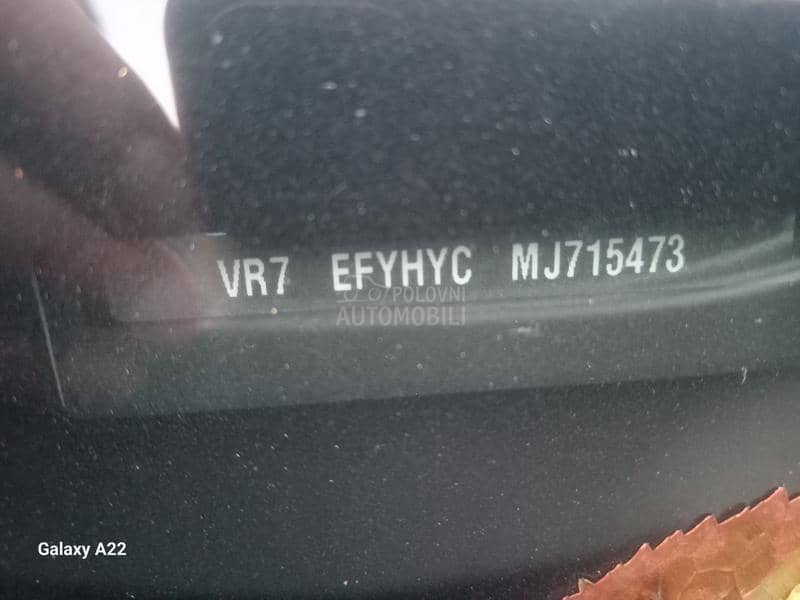 VR7 EFYHYC MJ715473
POLOVNI
AUTOMOBILI
Galaxy A22